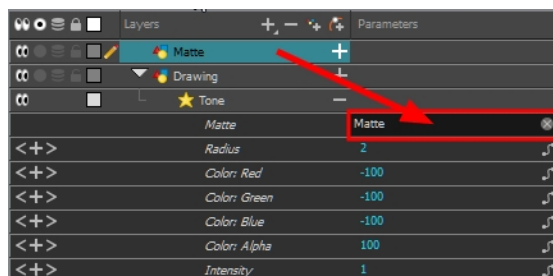 Layers Parameters
Matte
Drawing
Tone
Matte Matte
Radius 2
Color: Red -100
Color: Green -100
Color: Blue -100
Color: Alpha 100
Intensity 1